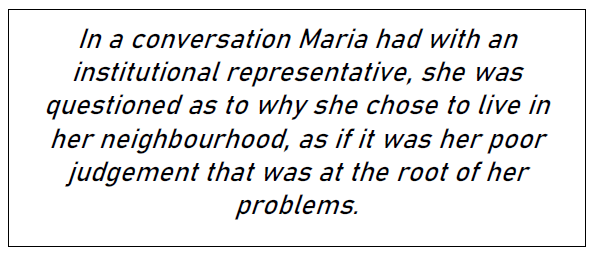 In a conversation Maria had with an
institutional representative, she was
questioned as to why she chose to live in
her neighbourhood, as if it was her poor
judgement that was at the root of her
problems.